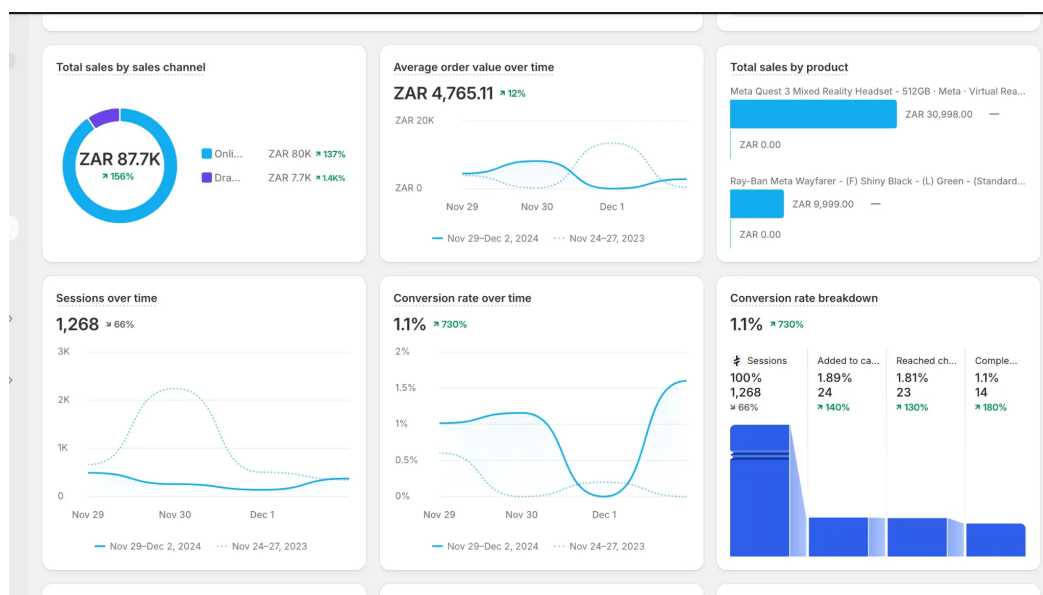 Total sales by sales channel
ZAR 87.7K
↗ 156%
Onli... ZAR 80K ↗ 137%
Dra... ZAR 7.7K ↗ 1.4K%
Average order value over time
ZAR 4,765.11 ↗ 12%
ZAR 20K
ZAR 0
Nov 29 Nov 30 Dec 1
Nov 29–Dec 2, 2024 Nov 24–27, 2023
Total sales by product
Meta Quest 3 Mixed Reality Headset - 512GB · Meta · Virtual Rea...
ZAR 30,998.00 —
ZAR 0.00
Ray-Ban Meta Wayfarer - (F) Shiny Black - (L) Green - (Standard...
ZAR 9,999.00 —
ZAR 0.00
Sessions over time
1,268 ↘ 66%
3K
2K
1K
0
Nov 29 Nov 30 Dec 1
Nov 29–Dec 2, 2024 Nov 24–27, 2023
Conversion rate over time
1.1% ↗ 730%
2%
1.5%
1%
0.5%
0%
Nov 29 Nov 30 Dec 1
Nov 29–Dec 2, 2024 Nov 24–27, 2023
Conversion rate breakdown
1.1% ↗ 730%
Sessions Added to ca... Reached ch... Comple...
100% 1.89% 1.81% 1.1%
1,268 24 23 14
↘ 66% ↗ 140% ↗ 130% ↗ 180%